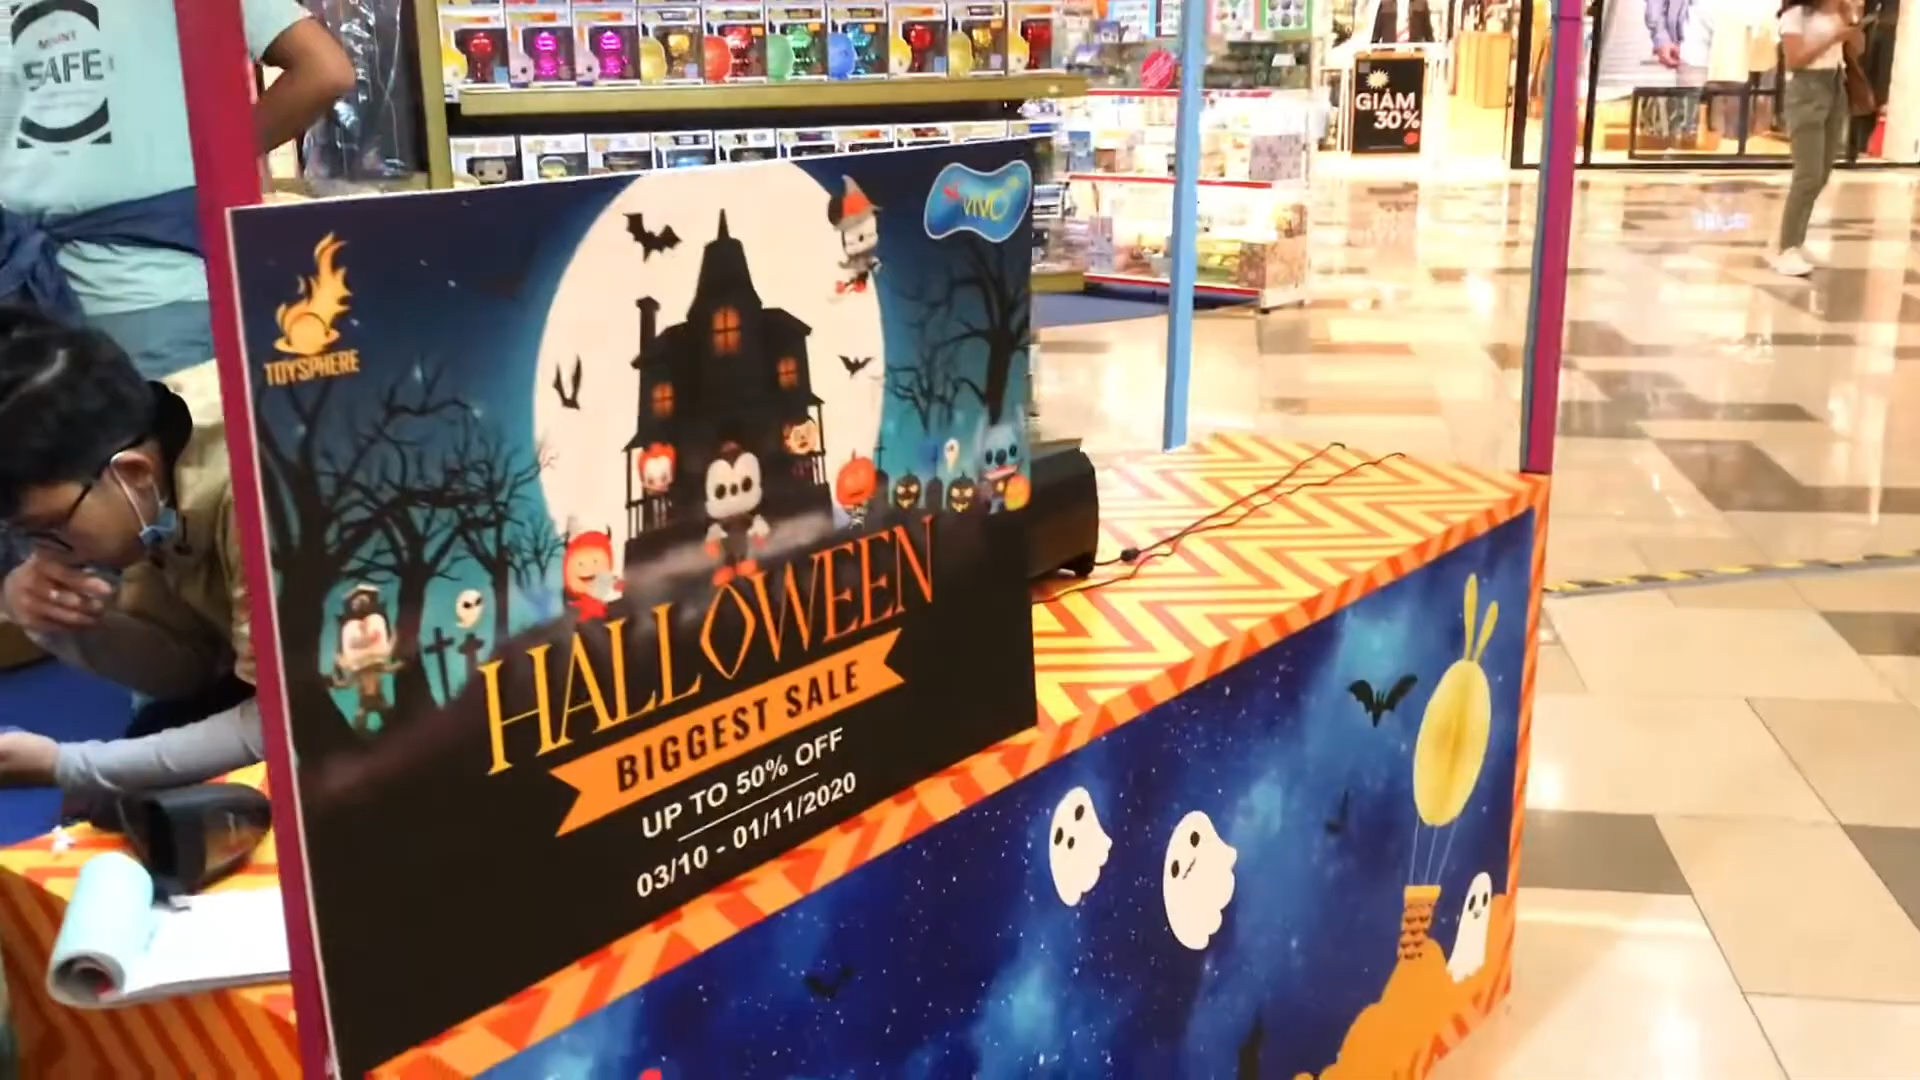 SAFE
GIẢM
30%
VIVO
TOYSPHERE
HALLOWEEN
BIGGEST SALE
UP TO 50% OFF
03/10 - 01/11/2020